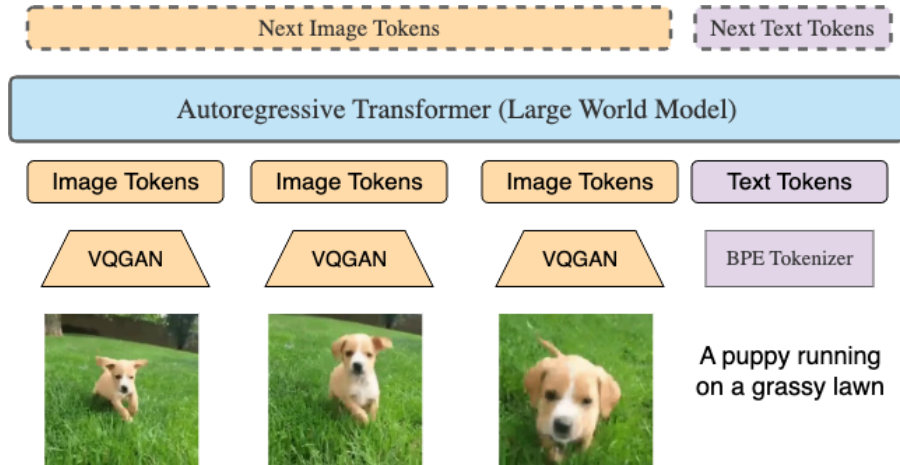 Next Image Tokens
Next Text Tokens
Autoregressive Transformer (Large World Model)
Image Tokens
Image Tokens
Image Tokens
Text Tokens
VQGAN
VQGAN
VQGAN
BPE Tokenizer
A puppy running
on a grassy lawn